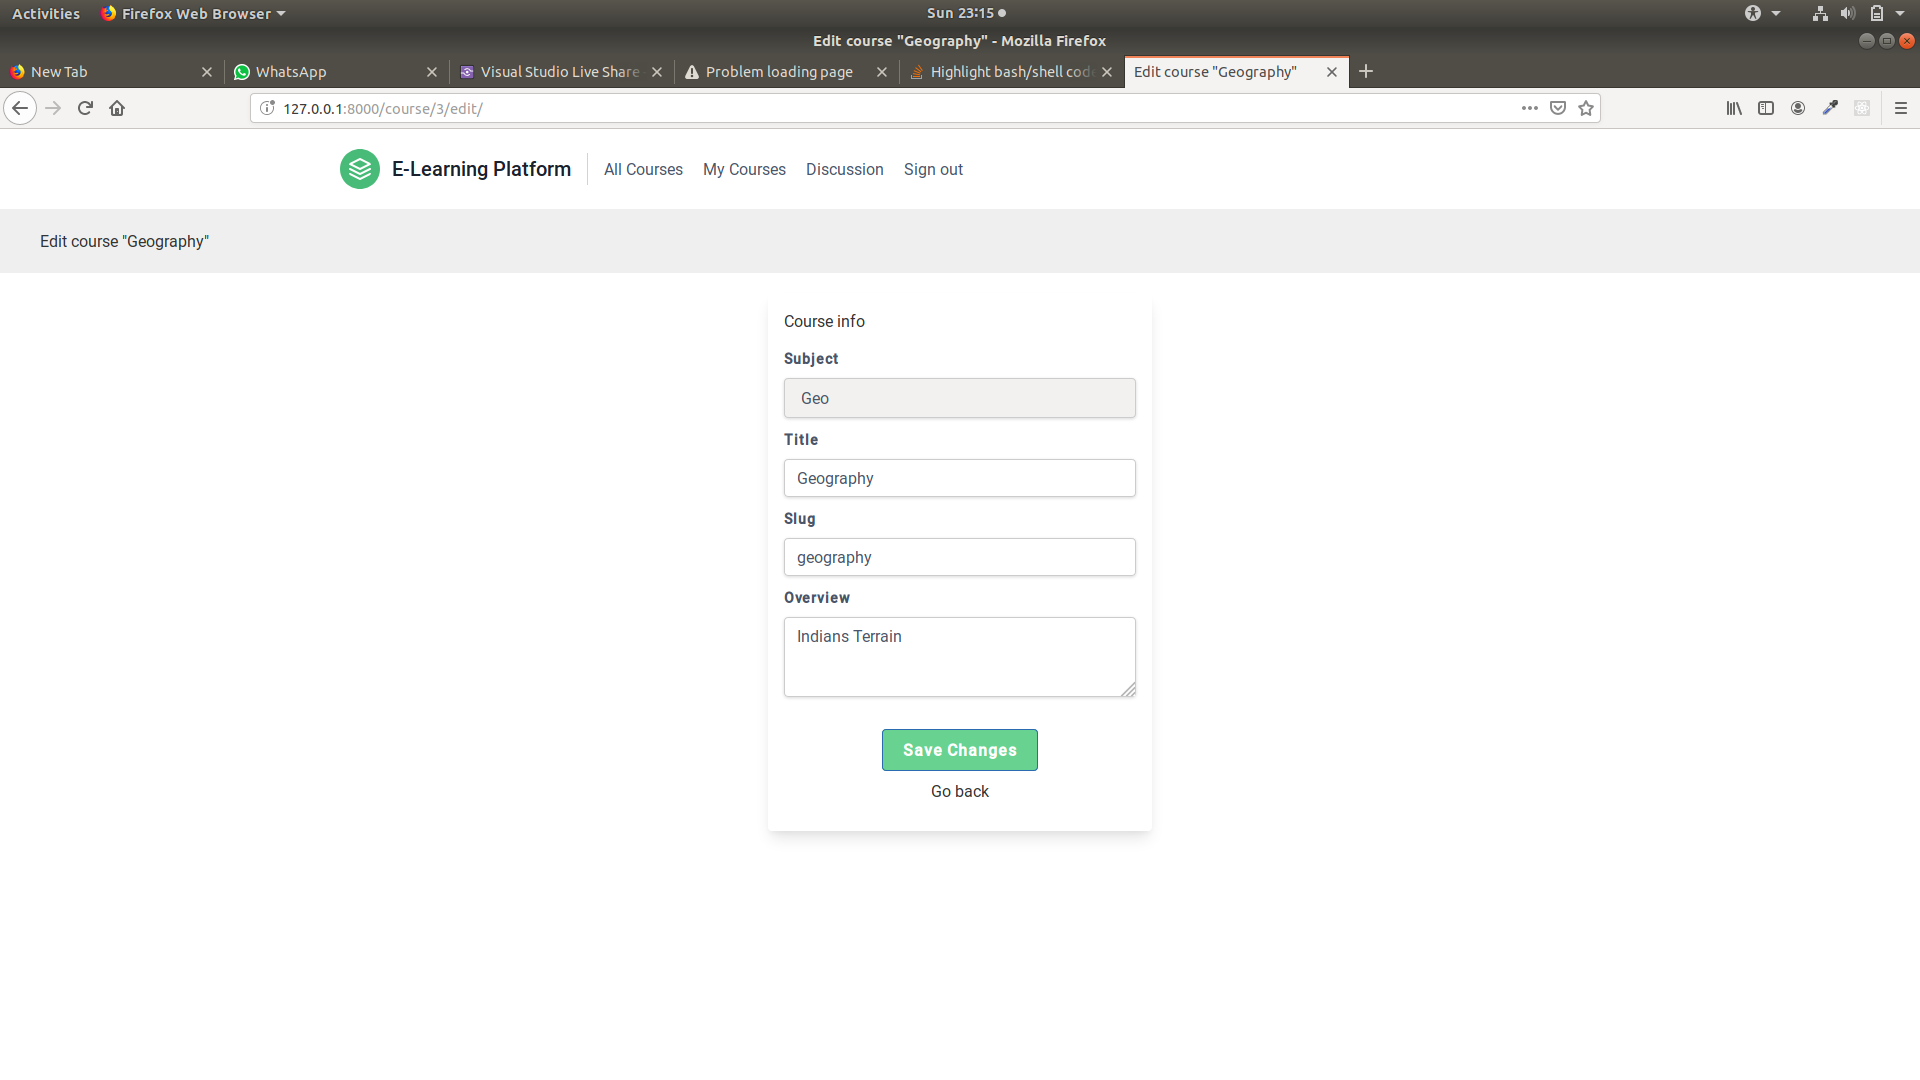 Activities Firefox Web Browser Sun 23:15
Edit course "Geography" - Mozilla Firefox
New Tab WhatsApp Visual Studio Live Share Problem loading page Highlight bash/shell cod Edit course "Geography"
127.0.0.1:8000/course/3/edit/
E-Learning Platform All Courses My Courses Discussion Sign out
Edit course "Geography"
Course info
Subject
Geo
Title
Geography
Slug
geography
Overview
Indians Terrain
Save Changes
Go back